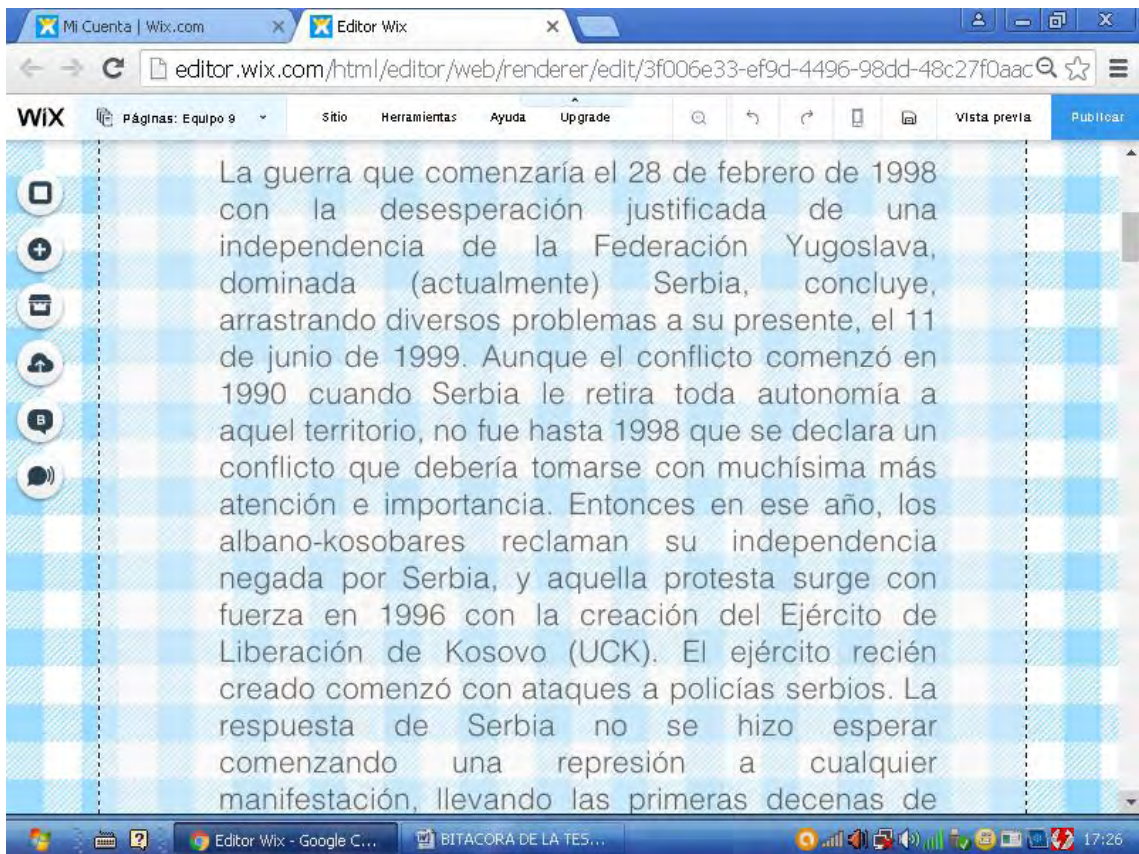 Mi Cuenta | Wix.com
Editor Wix
editor.wix.com/html/editor/web/renderer/edit/3f006e33-ef9d-4496-98dd-48c27f0aac
WiX
Páginas: Equipo 9
Sitio
Herramientas
Ayuda
Upgrade
Vista previa
Publicar
La guerra que comenzaría el 28 de febrero de 1998
con la desesperación justificada de una
independencia de la Federación Yugoslava,
dominada (actualmente) Serbia, concluye,
arrastrando diversos problemas a su presente, el 11
de junio de 1999. Aunque el conflicto comenzó en
1990 cuando Serbia le retira toda autonomía a
aquel territorio, no fue hasta 1998 que se declara un
conflicto que debería tomarse con muchísima más
atención e importancia. Entonces en ese año, los
albano-kosobares reclaman su independencia
negada por Serbia, y aquella protesta surge con
fuerza en 1996 con la creación del Ejército de
Liberación de Kosovo (UCK). El ejército recién
creado comenzó con ataques a policías serbios. La
respuesta de Serbia no se hizo esperar
comenzando una represión a cualquier
manifestación, llevando las primeras decenas de
Editor Wix - Google C...
BITACORA DE LA TES...
17:26